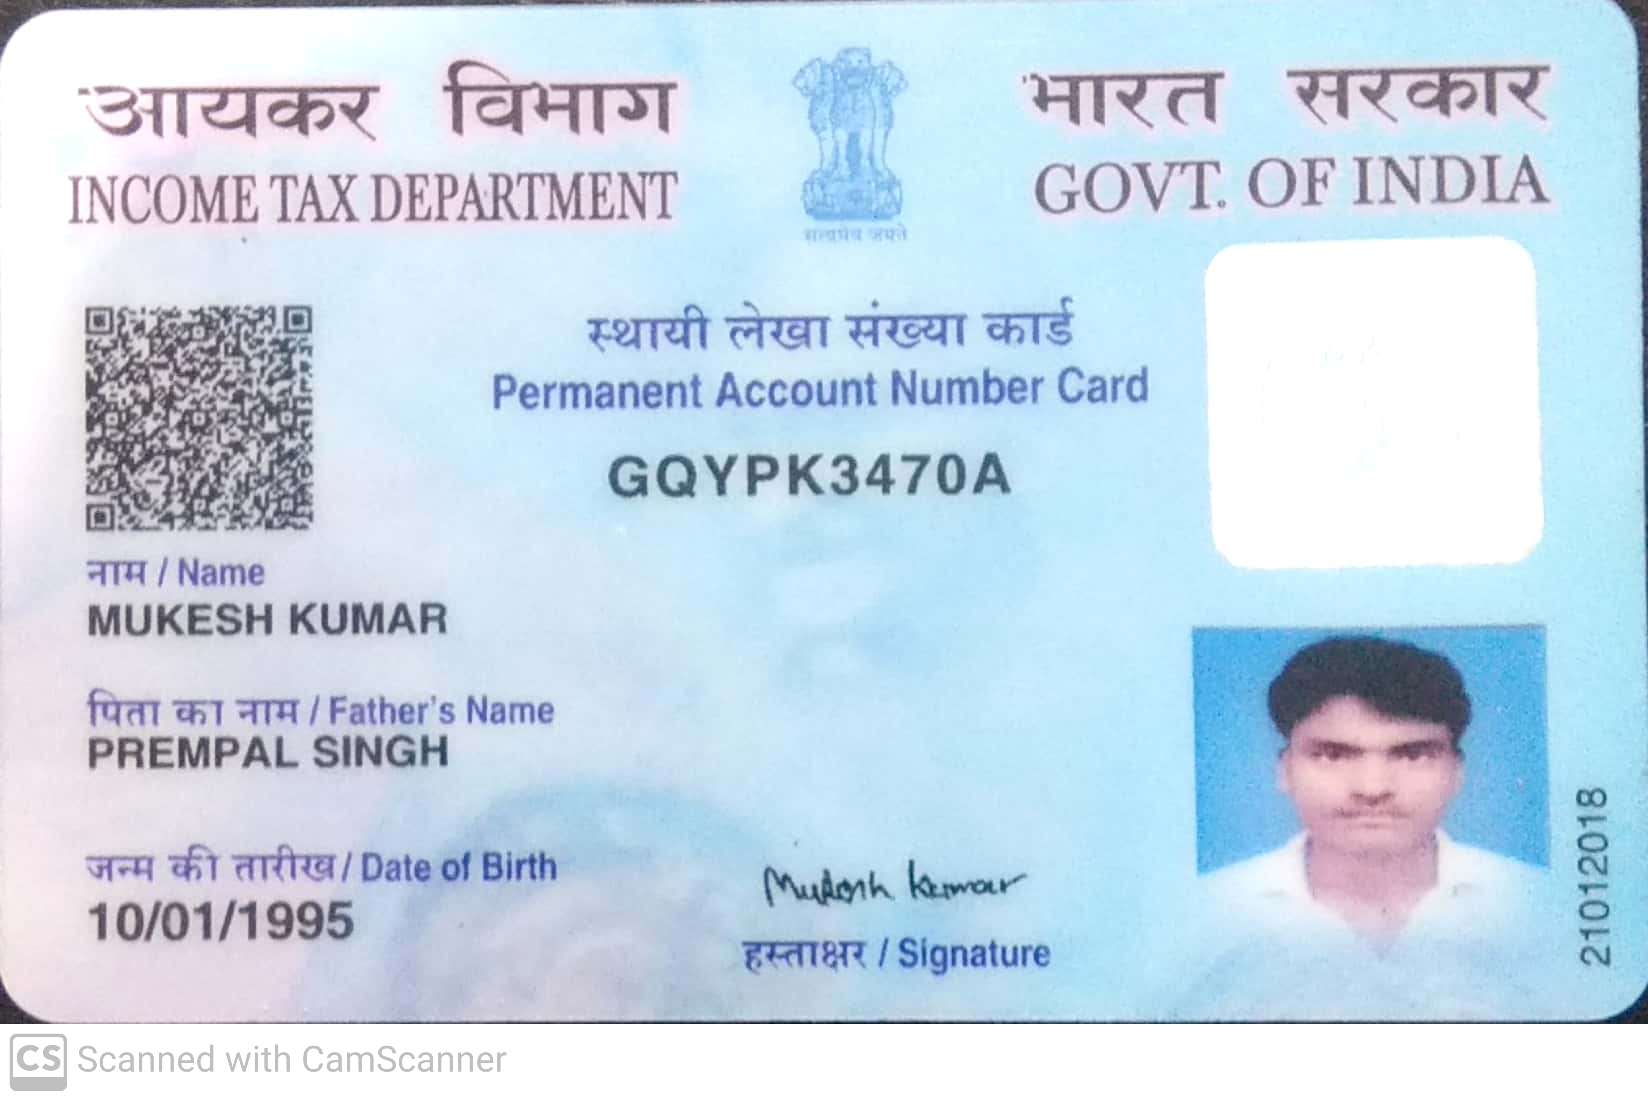 आयकर विभाग
INCOME TAX DEPARTMENT
सत्यमेव जयते
भारत सरकार
GOVT. OF INDIA
स्थायी लेखा संख्या कार्ड
Permanent Account Number Card
GQYPK3470A
नाम / Name
MUKESH KUMAR
पिता का नाम / Father's Name
PREMPAL SINGH
जन्म की तारीख / Date of Birth
10/01/1995
Mukesh Kumar
हस्ताक्षर / Signature
21012018
CS Scanned with CamScanner